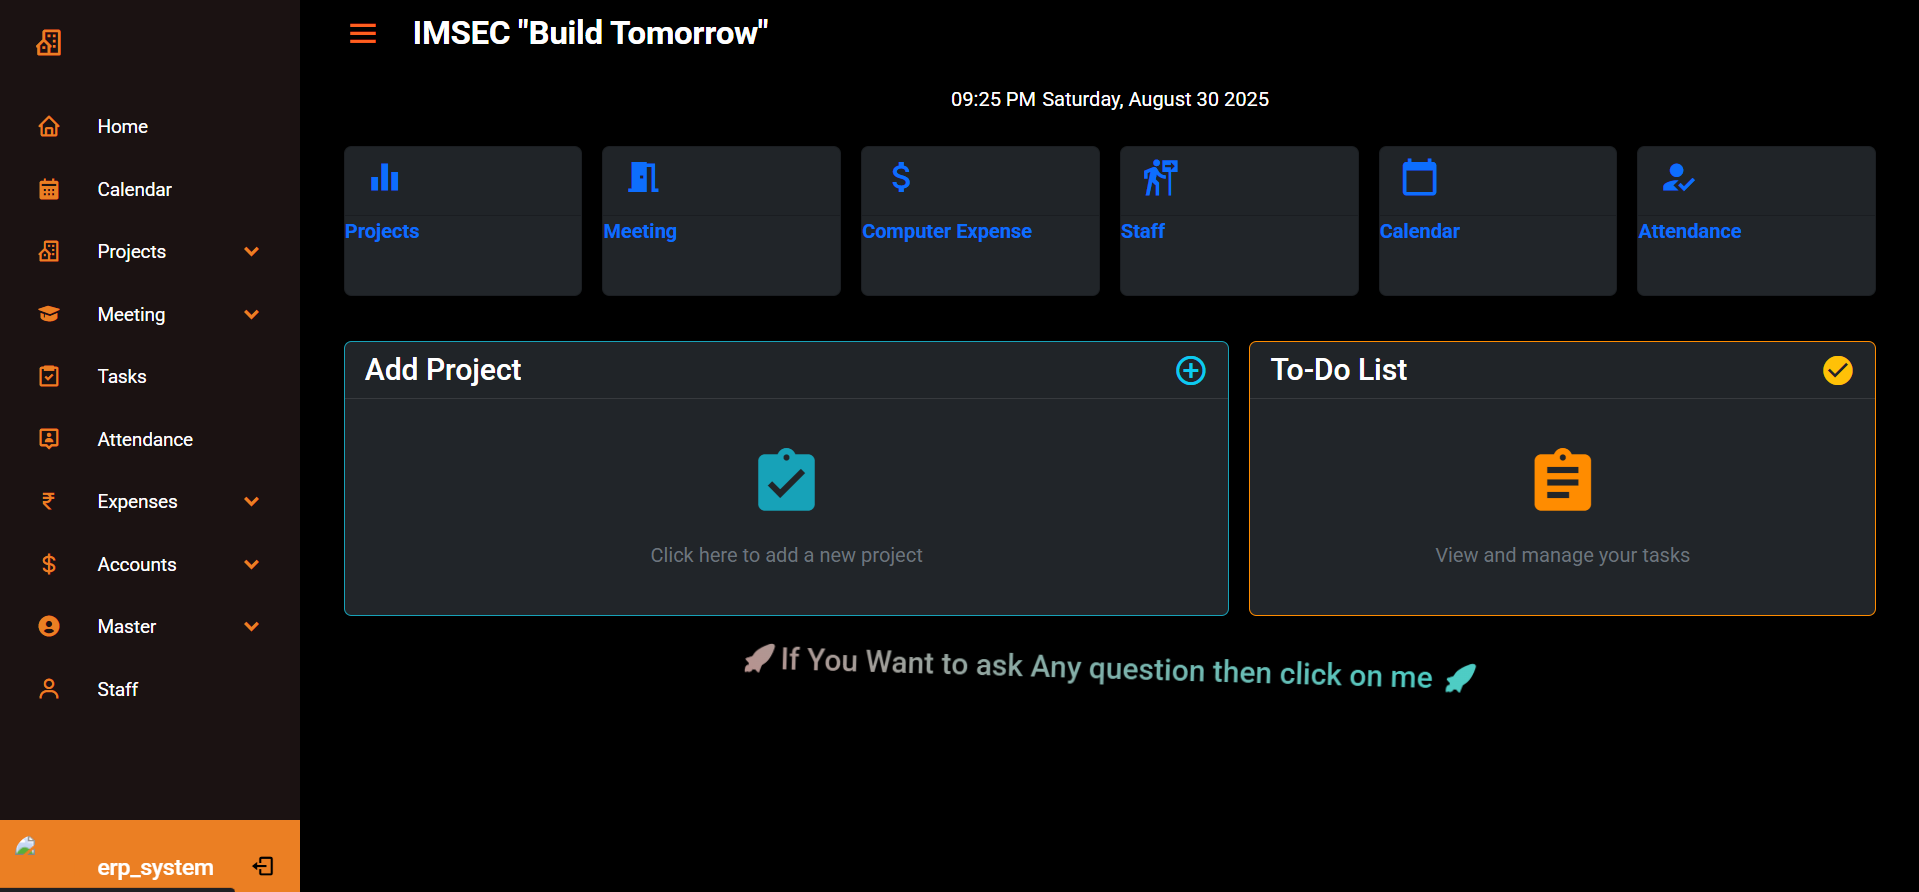 IMSEC "Build Tomorrow"
09:25 PM Saturday, August 30 2025
Home
Calendar
Projects
Meeting
Tasks
Attendance
Expenses
Accounts
Master
Staff
erp_system
Projects
Meeting
Computer Expense
Staff
Calendar
Attendance
Add Project
Click here to add a new project
To-Do List
View and manage your tasks
If You Want to ask Any question then click on me